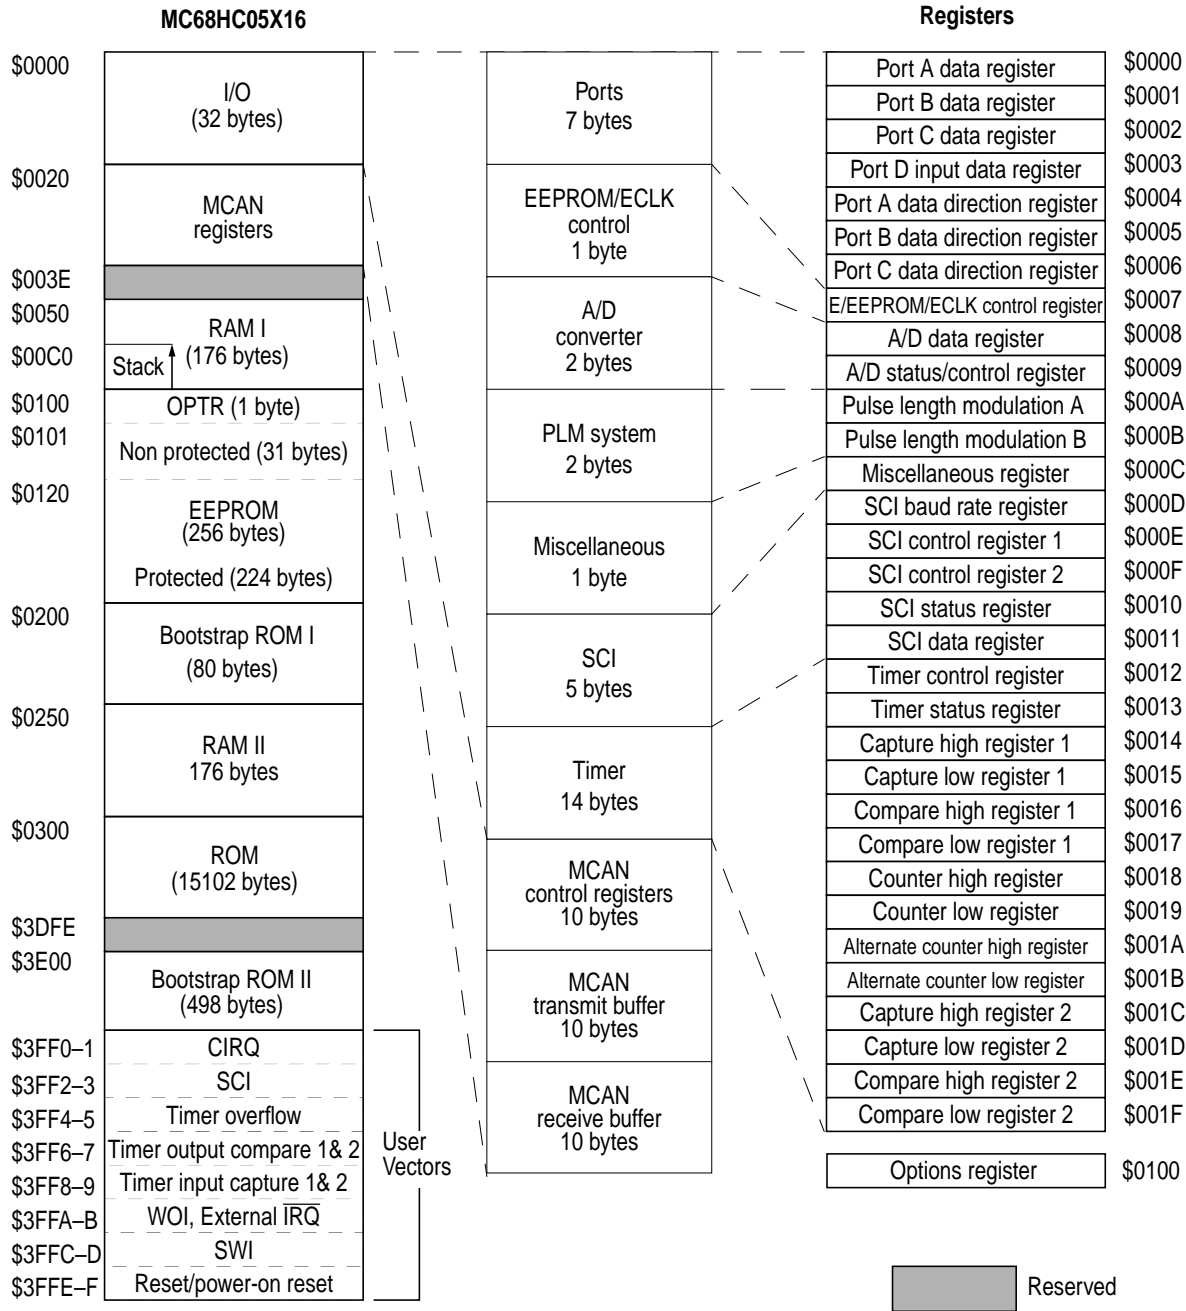 MC68HC05X16
$0000
I/O
(32 bytes)
$0020
MCAN
registers
$003E
$0050
RAM I
(176 bytes)
$00C0
Stack
$0100
OPTR (1 byte)
$0101
Non protected (31 bytes)
$0120
EEPROM
(256 bytes)
Protected (224 bytes)
$0200
Bootstrap ROM I
(80 bytes)
$0250
RAM II
176 bytes
$0300
ROM
(15102 bytes)
$3DFE
$3E00
Bootstrap ROM II
(498 bytes)
$3FF0–1
CIRQ
$3FF2–3
SCI
$3FF4–5
Timer overflow
$3FF6–7
Timer output compare 1& 2
$3FF8–9
Timer input capture 1& 2
$3FFA–B
WOI, External IRQ
$3FFC–D
SWI
$3FFE–F
Reset/power-on reset
User
Vectors
Ports
7 bytes
EEPROM/ECLK
control
1 byte
A/D
converter
2 bytes
PLM system
2 bytes
Miscellaneous
1 byte
SCI
5 bytes
Timer
14 bytes
MCAN
control registers
10 bytes
MCAN
transmit buffer
10 bytes
MCAN
receive buffer
10 bytes
Registers
Port A data register $0000
Port B data register $0001
Port C data register $0002
Port D input data register $0003
Port A data direction register $0004
Port B data direction register $0005
Port C data direction register $0006
E/EEPROM/ECLK control register $0007
A/D data register $0008
A/D status/control register $0009
Pulse length modulation A $000A
Pulse length modulation B $000B
Miscellaneous register $000C
SCI baud rate register $000D
SCI control register 1 $000E
SCI control register 2 $000F
SCI status register $0010
SCI data register $0011
Timer control register $0012
Timer status register $0013
Capture high register 1 $0014
Capture low register 1 $0015
Compare high register 1 $0016
Compare low register 1 $0017
Counter high register $0018
Counter low register $0019
Alternate counter high register $001A
Alternate counter low register $001B
Capture high register 2 $001C
Capture low register 2 $001D
Compare high register 2 $001E
Compare low register 2 $001F
Options register $0100
Reserved